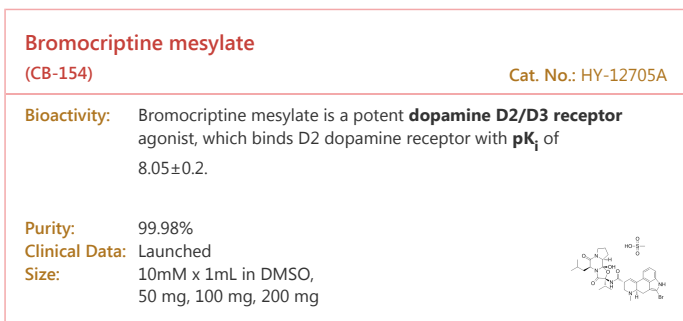 Bromocriptine mesylate
(CB-154)
Cat. No.: HY-12705A
Bioactivity: Bromocriptine mesylate is a potent dopamine D2/D3 receptor
agonist, which binds D2 dopamine receptor with pKi of
8.05±0.2.
Purity: 99.98%
Clinical Data: Launched
Size: 10mM x 1mL in DMSO,
50 mg, 100 mg, 200 mg